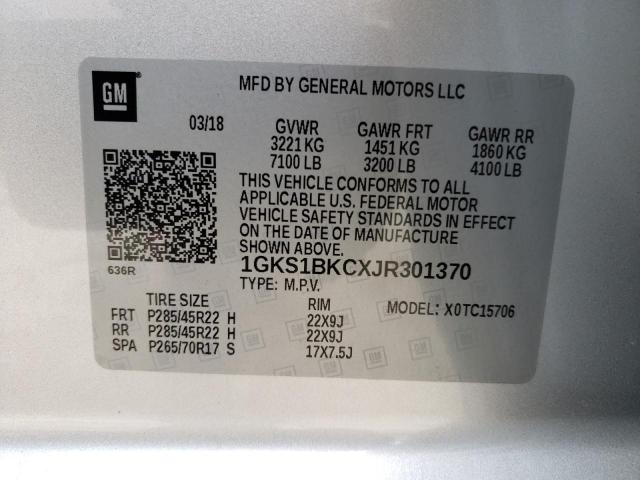 GM
MFD BY GENERAL MOTORS LLC
03/18 GVWR GAWR FRT GAWR RR
3221 KG 1451 KG 1860 KG
7100 LB 3200 LB 4100 LB
THIS VEHICLE CONFORMS TO ALL
APPLICABLE U.S. FEDERAL MOTOR
VEHICLE SAFETY STANDARDS IN EFFECT
ON THE DATE OF MANUFACTURE
SHOWN ABOVE.
636R
1GKS1BKCXJR301370
TYPE: M.P.V.
TIRE SIZE RIM MODEL: X0TC15706
FRT P285/45R22 H 22X9J
RR P285/45R22 H 22X9J
SPA P265/70R17 S 17X7.5J